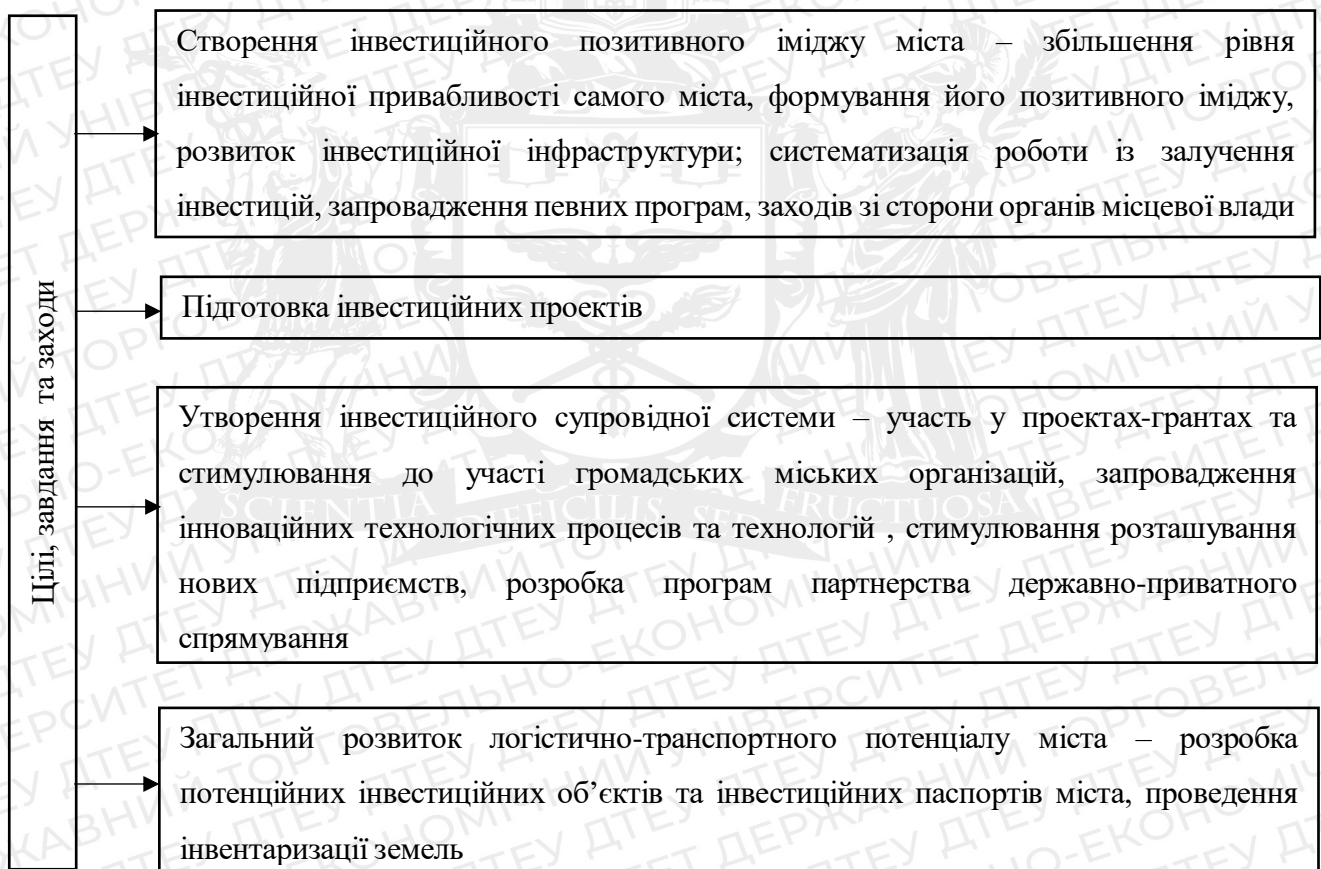 Цілі, завдання та заходи
Створення інвестиційного позитивного іміджу міста – збільшення рівня
інвестиційної привабливості самого міста, формування його позитивного іміджу,
розвиток інвестиційної інфраструктури; систематизація роботи із залучення
інвестицій, запровадження певних програм, заходів зі сторони органів місцевої влади
Підготовка інвестиційних проектів
Утворення інвестиційного супровідної системи – участь у проектах-грантах та
стимулювання до участі громадських міських організацій, запровадження
інноваційних технологічних процесів та технологій , стимулювання розташування
нових підприємств, розробка програм партнерства державно-приватного
спрямування
Загальний розвиток логістично-транспортного потенціалу міста – розробка
потенційних інвестиційних об’єктів та інвестиційних паспортів міста, проведення
інвентаризації земель